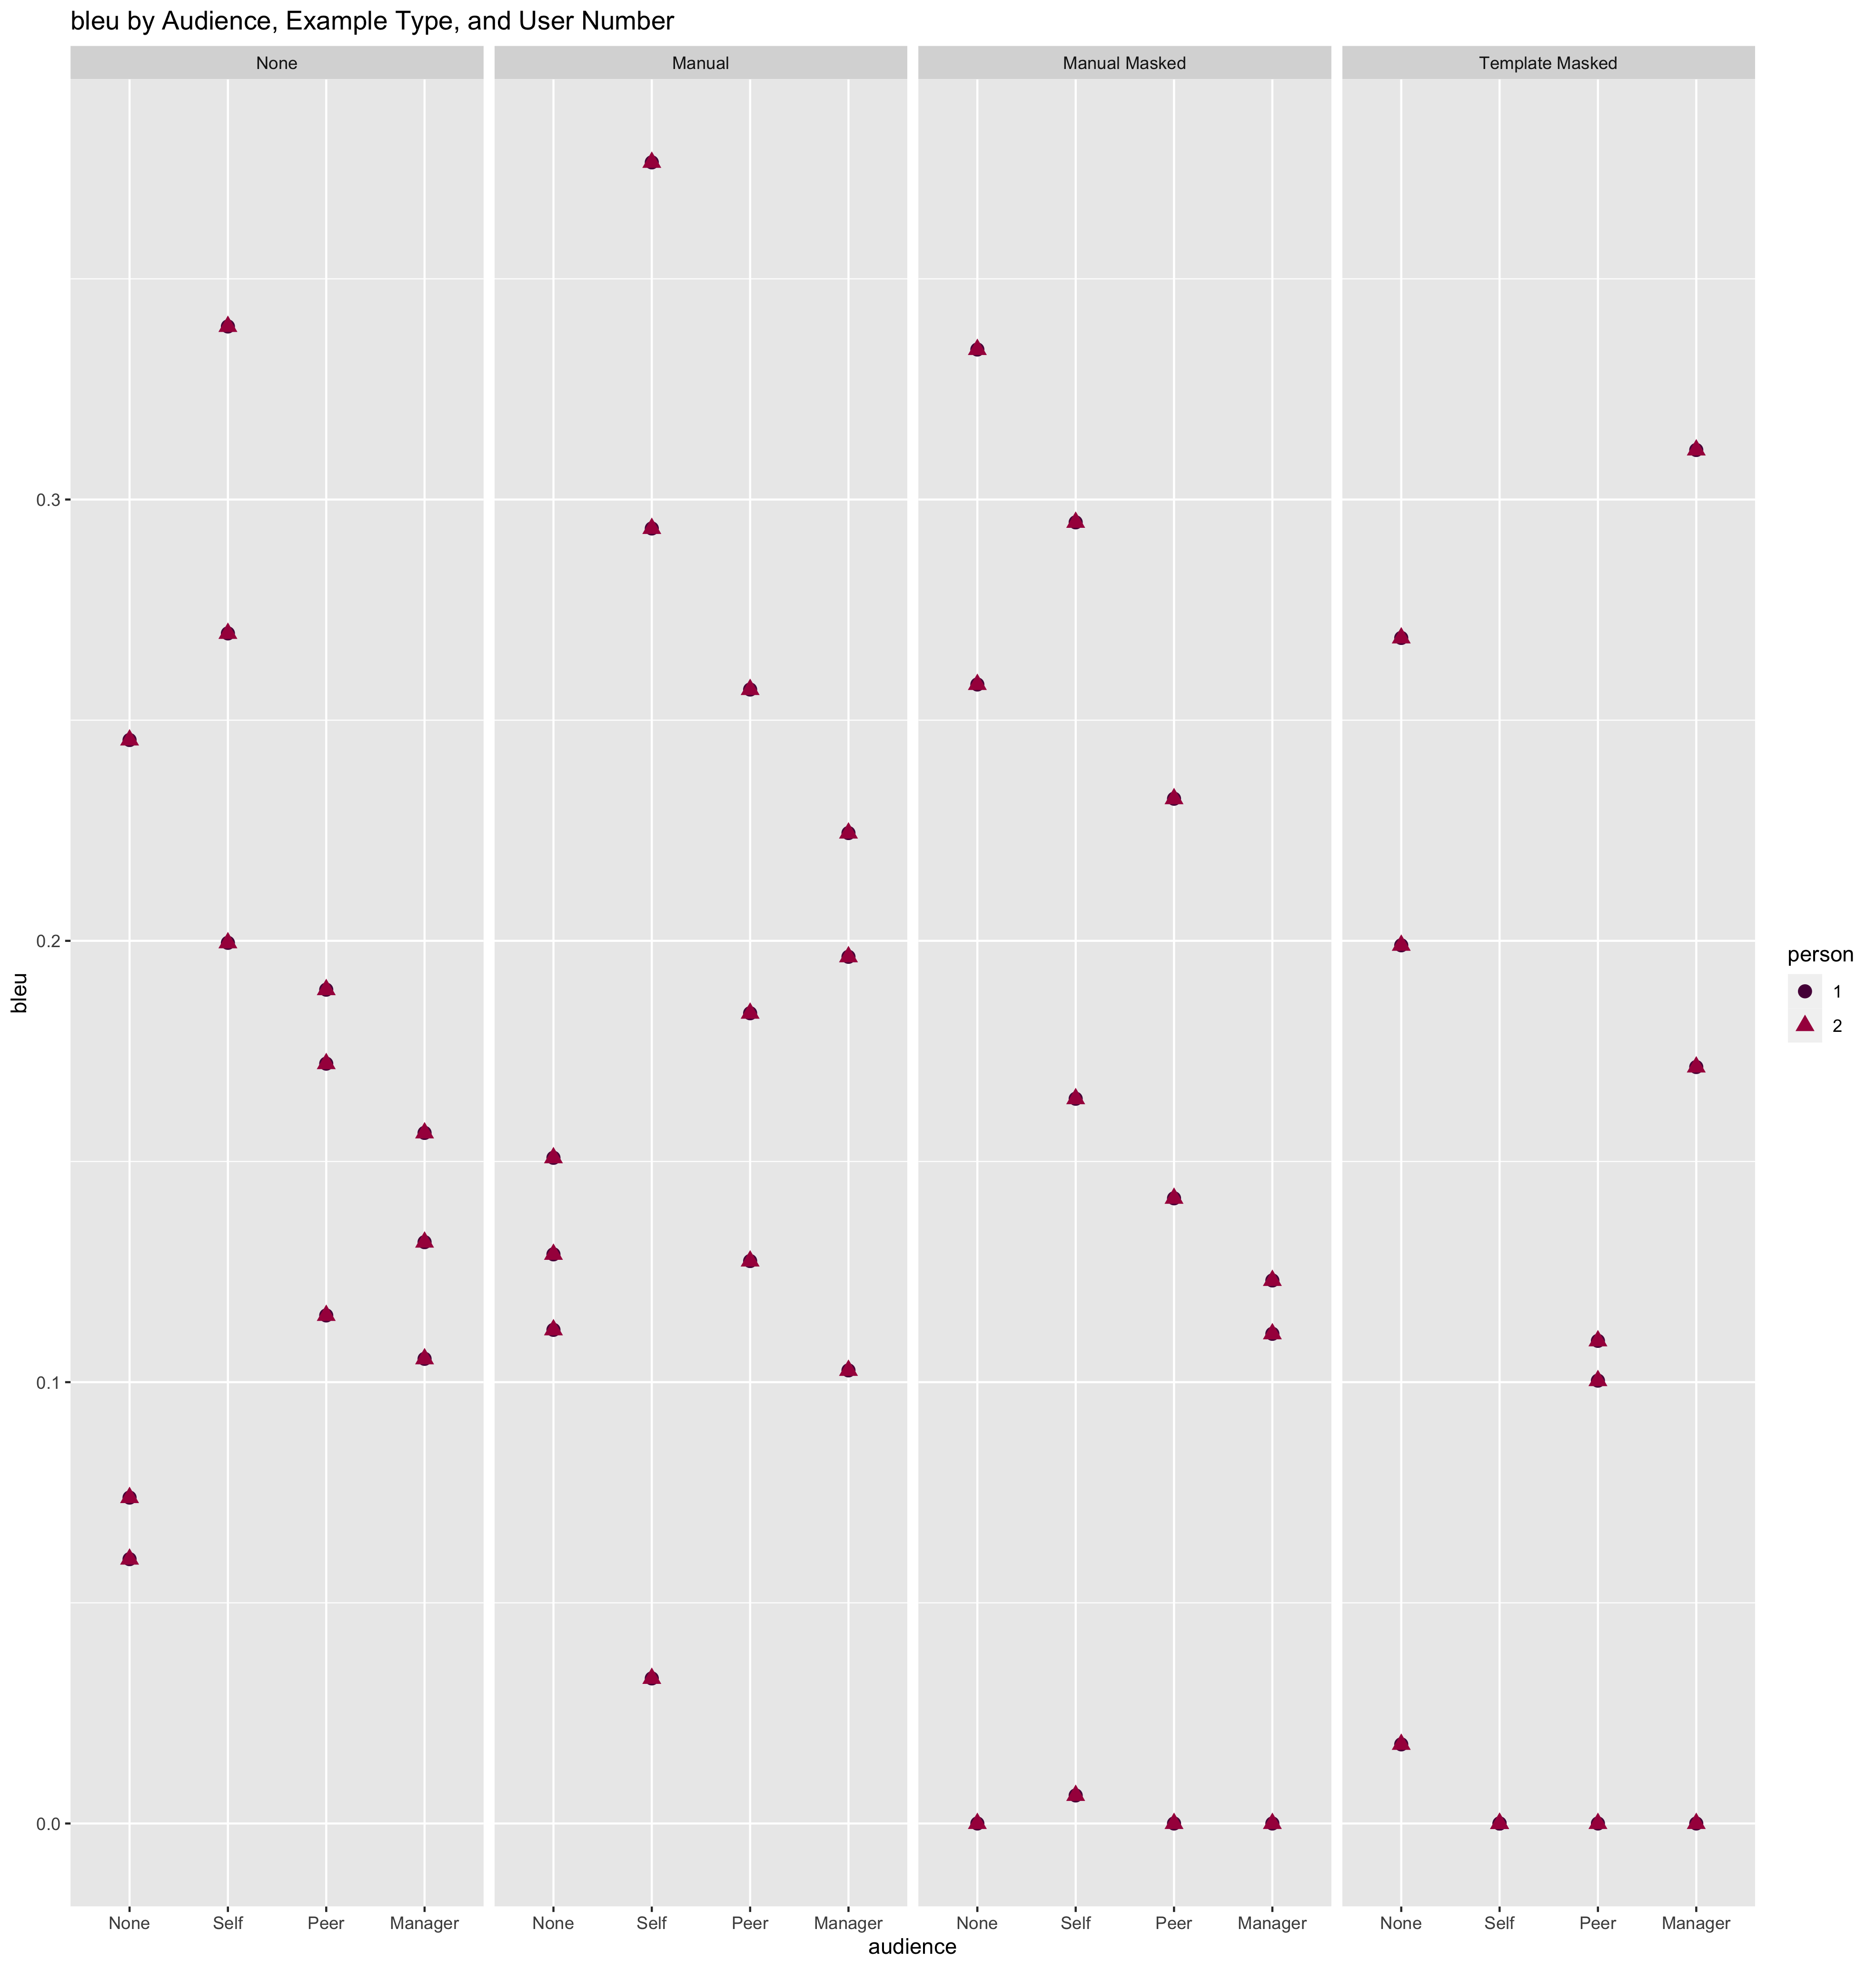 bleu by Audience, Example Type, and User Number
None Manual Manual Masked Template Masked
0.3
0.2
0.1
0.0
bleu
None Self Peer Manager None Self Peer Manager None Self Peer Manager None Self Peer Manager
audience
person
1
2